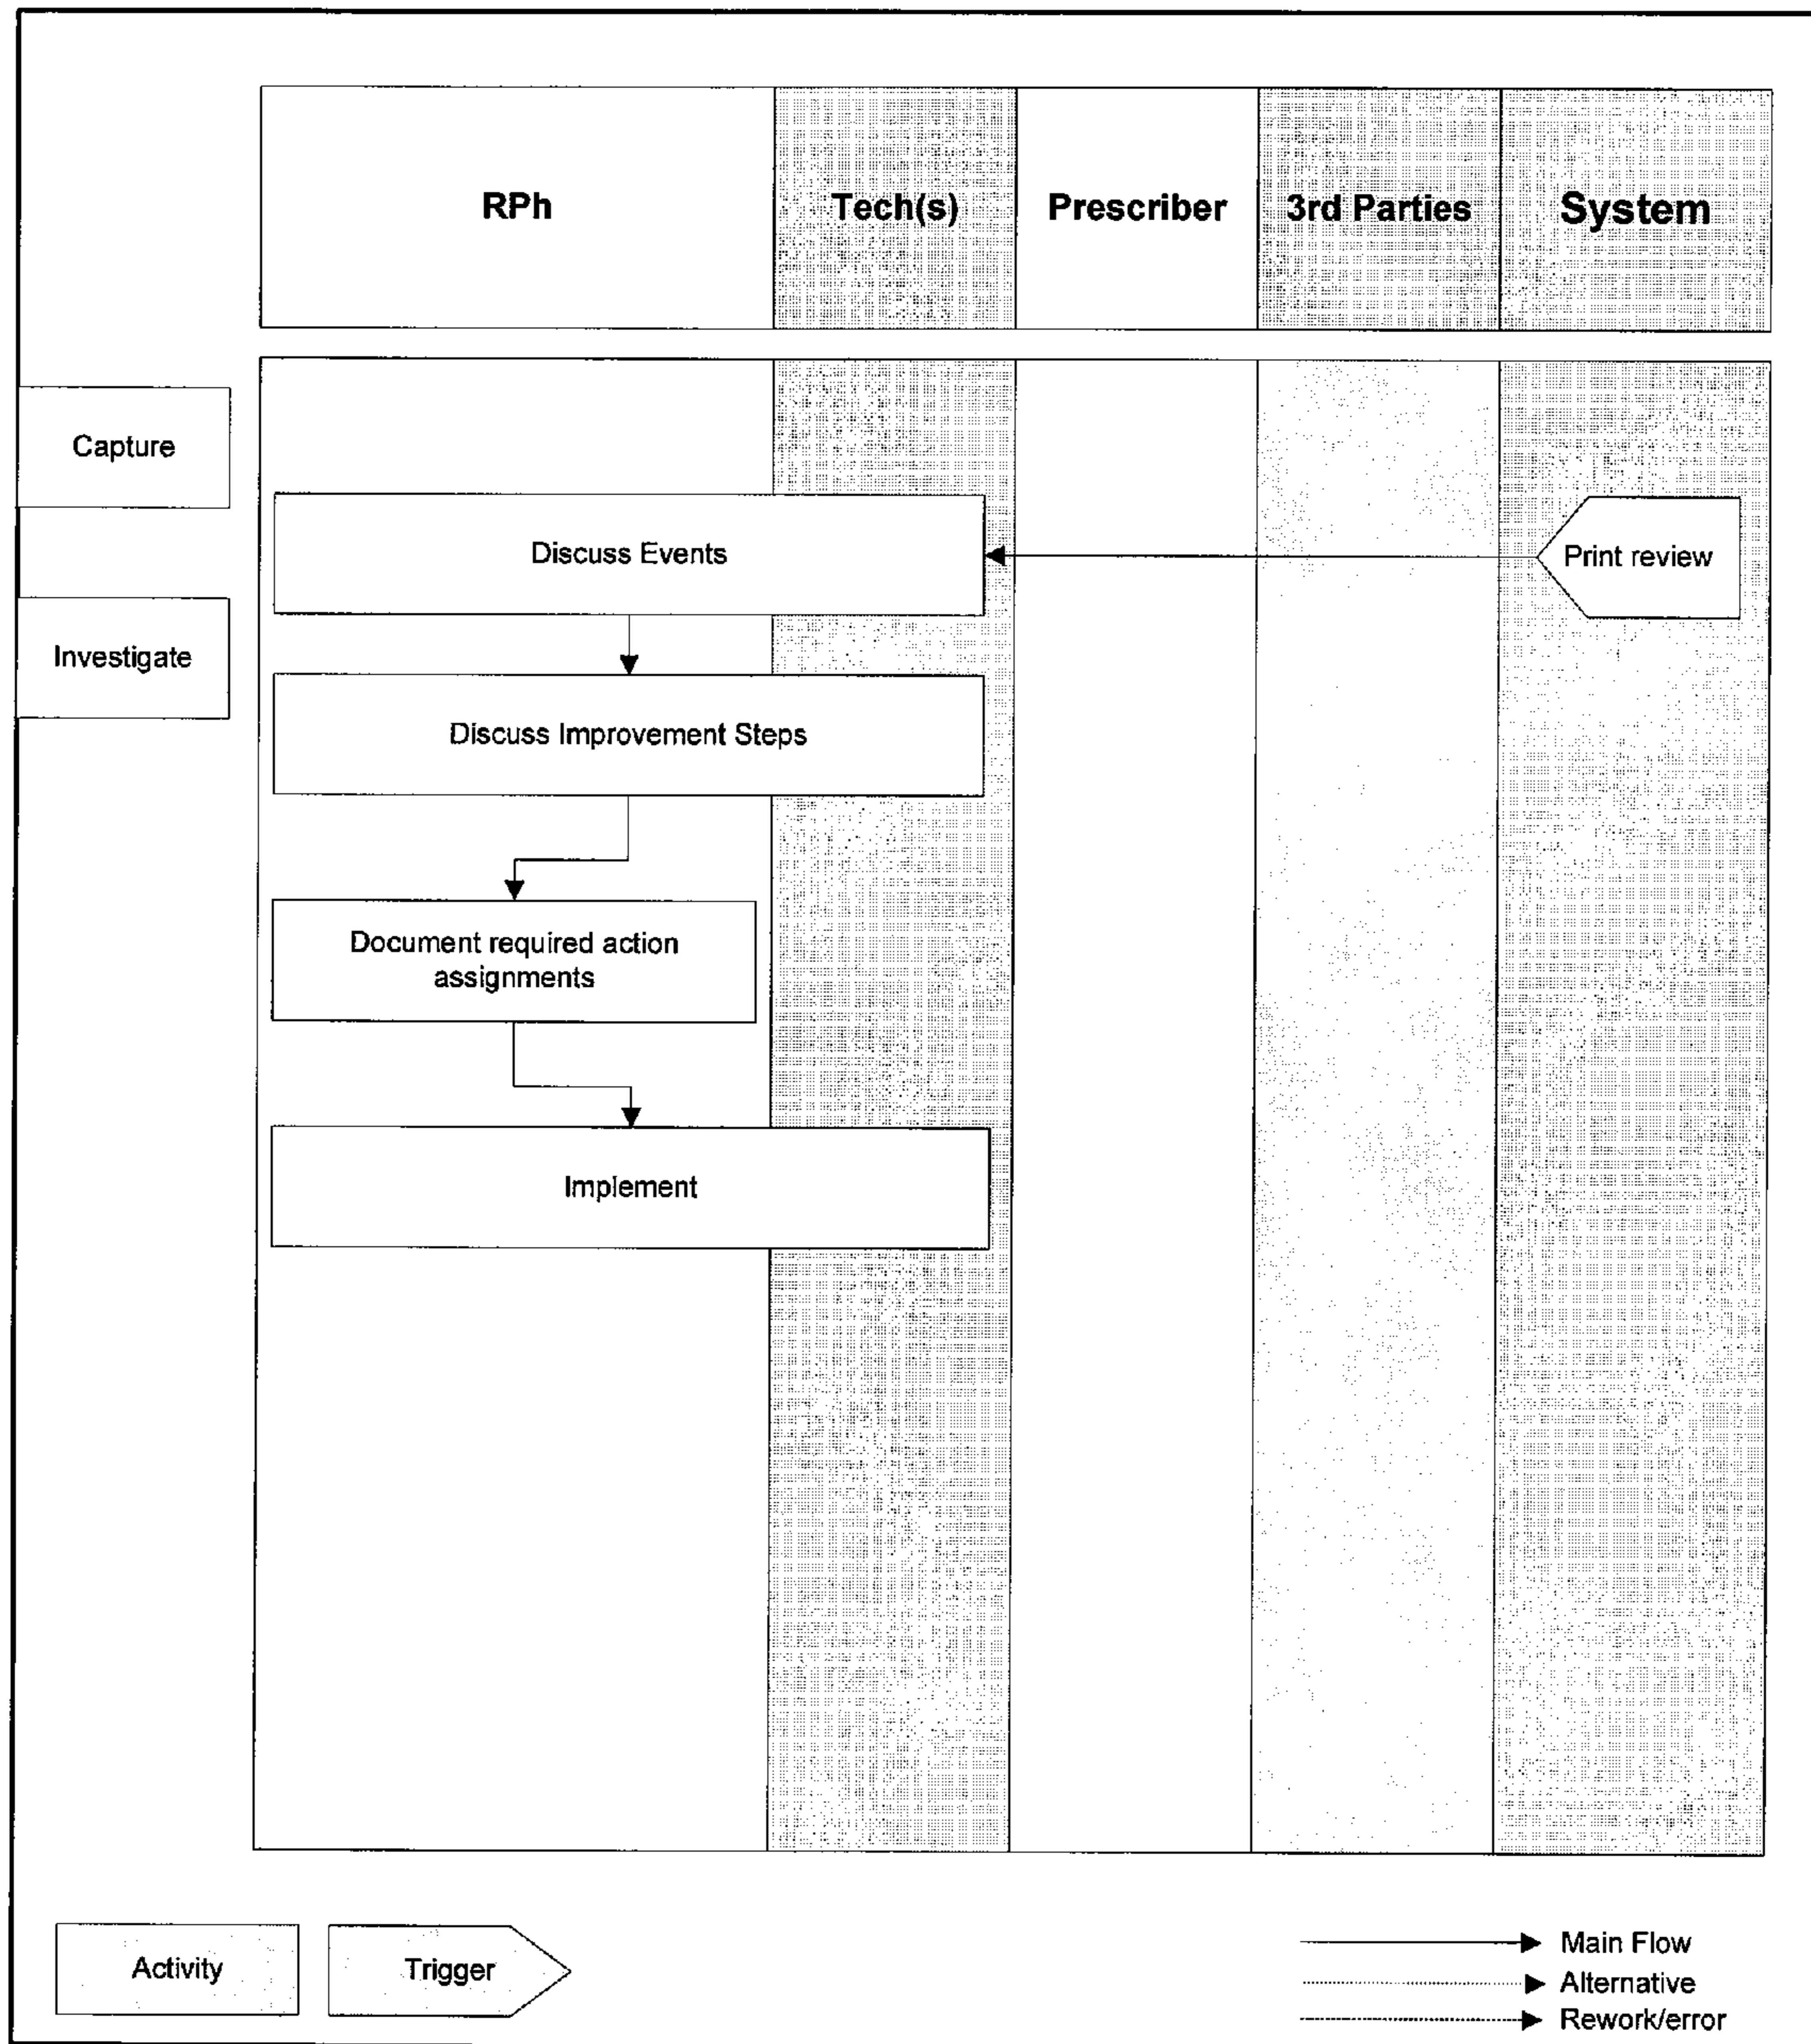 RPh
Tech(s)
Prescriber
3rd Parties
System
Capture
Discuss Events
Print review
Investigate
Discuss Improvement Steps
Document required action
assignments
Implement
Activity
Trigger
Main Flow
Alternative
Rework/error